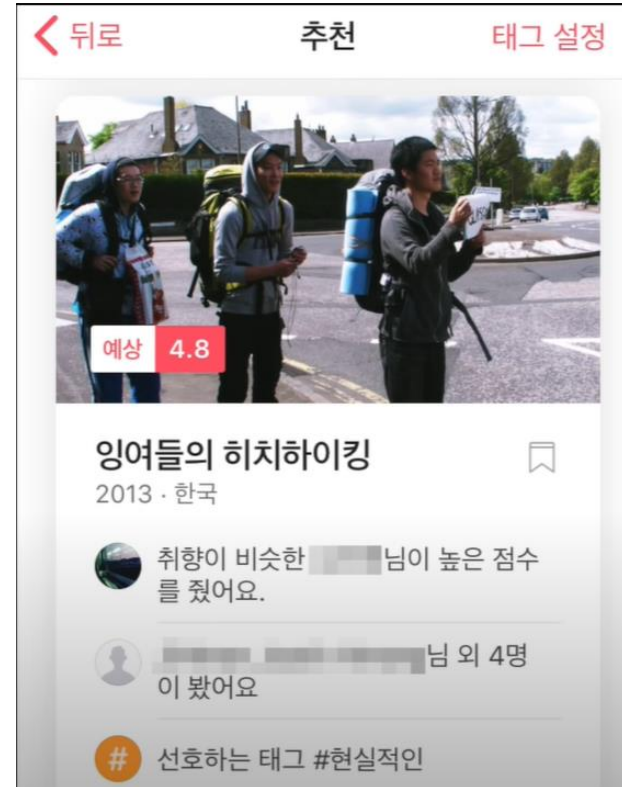 뒤로
추천
태그 설정
예상 4.8
잉여들의 히치하이킹
2013 · 한국
취향이 비슷한 님이 높은 점수
를 줬어요.
님 외 4명
이 봤어요
#
선호하는 태그 #현실적인